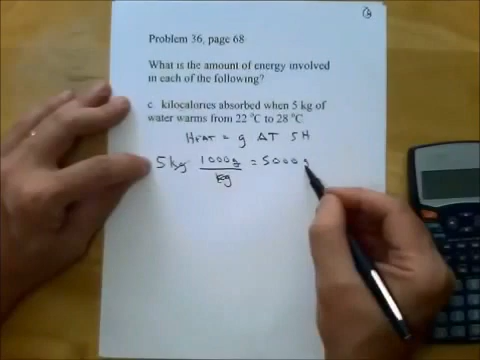 Problem 36, page 68
What is the amount of energy involved
in each of the following?
c. kilocalories absorbed when 5 kg of
water warms from 22 °C to 28 °C
HEAT = g ΔT SH
5 kg 1000g/kg = 5000 g